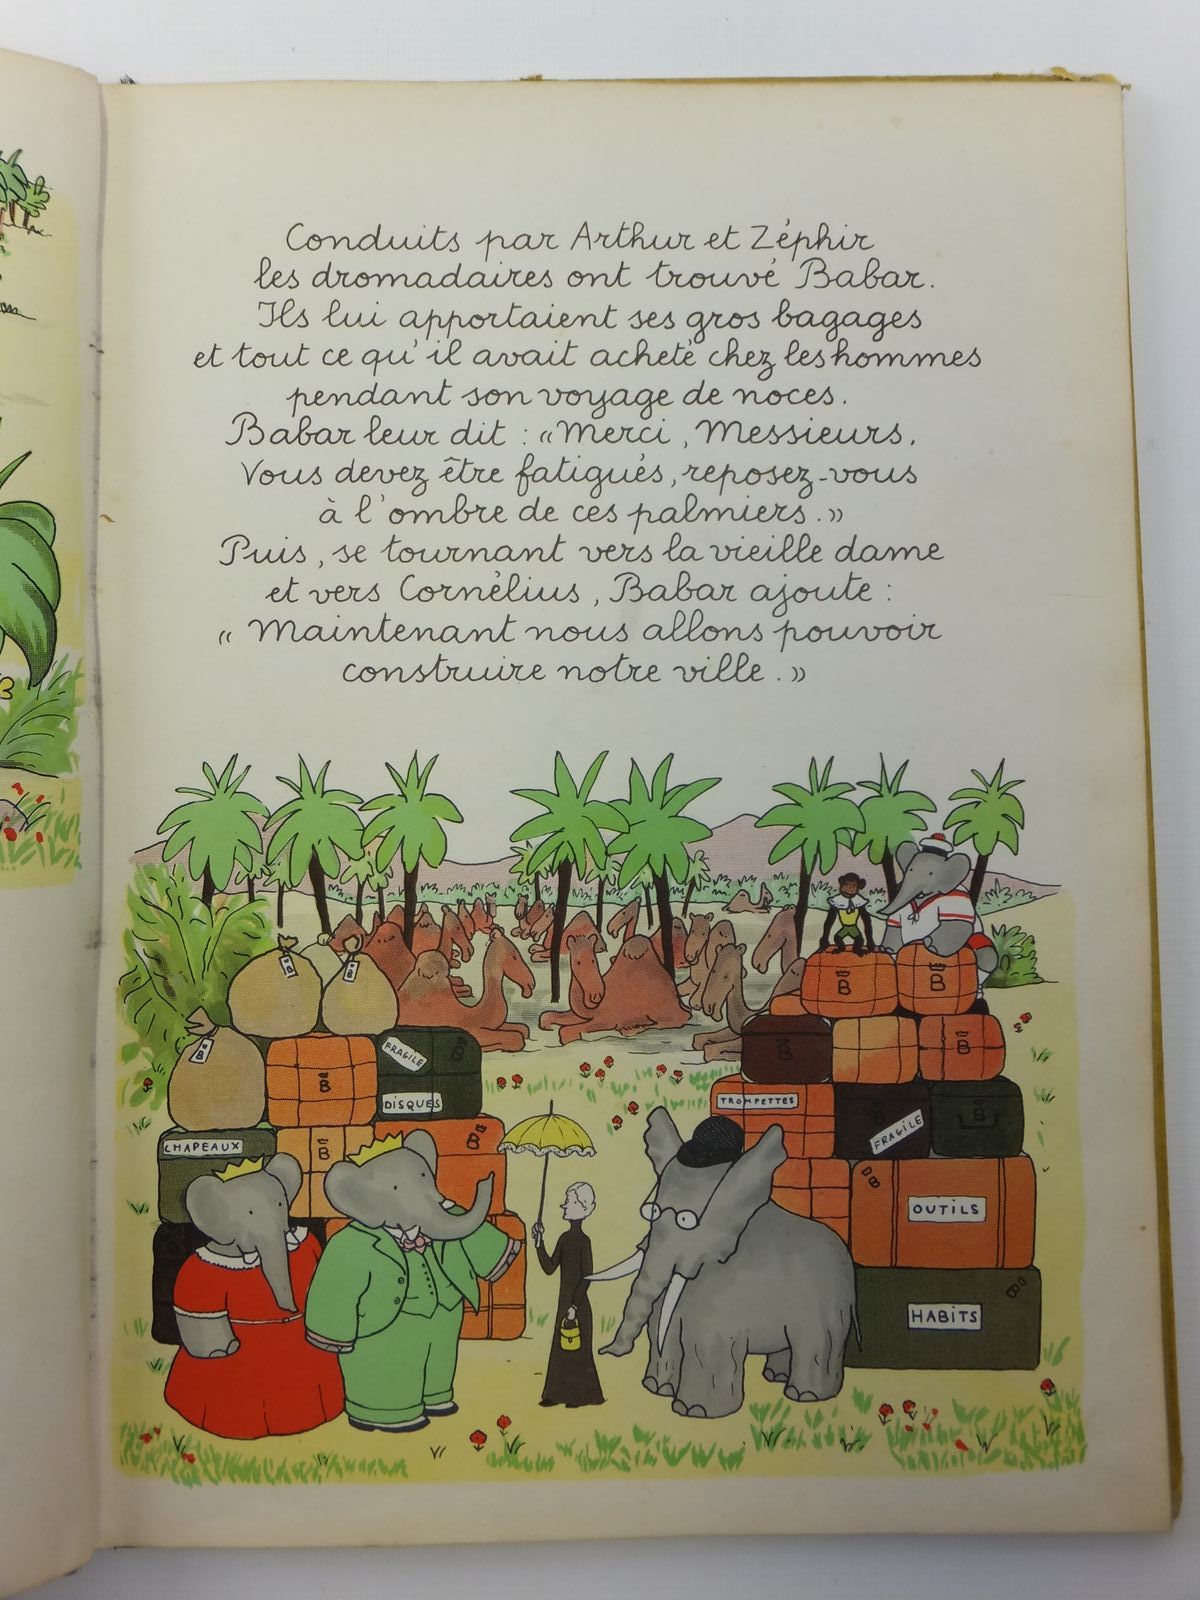 Conduits par Arthur et Zéphir
les dromadaires ont trouvé Babar.
Ils lui apportaient ses gros bagages
et tout ce qu'il avait acheté chez les hommes
pendant son voyage de noces.
Babar leur dit : «Merci, Messieurs.
Vous devez être fatigués, reposez-vous
à l'ombre de ces palmiers.»
Puis, se tournant vers la vieille dame
et vers Cornélius, Babar ajoute :
« Maintenant nous allons pouvoir
construire notre ville.»
B
B
B
B
B
B
FRAGILE
B
B
B
B
DISQUES
TROMPETTES
B
FRAGILE
CHAPEAUX
B
B
B
OUTILS
B
HABITS